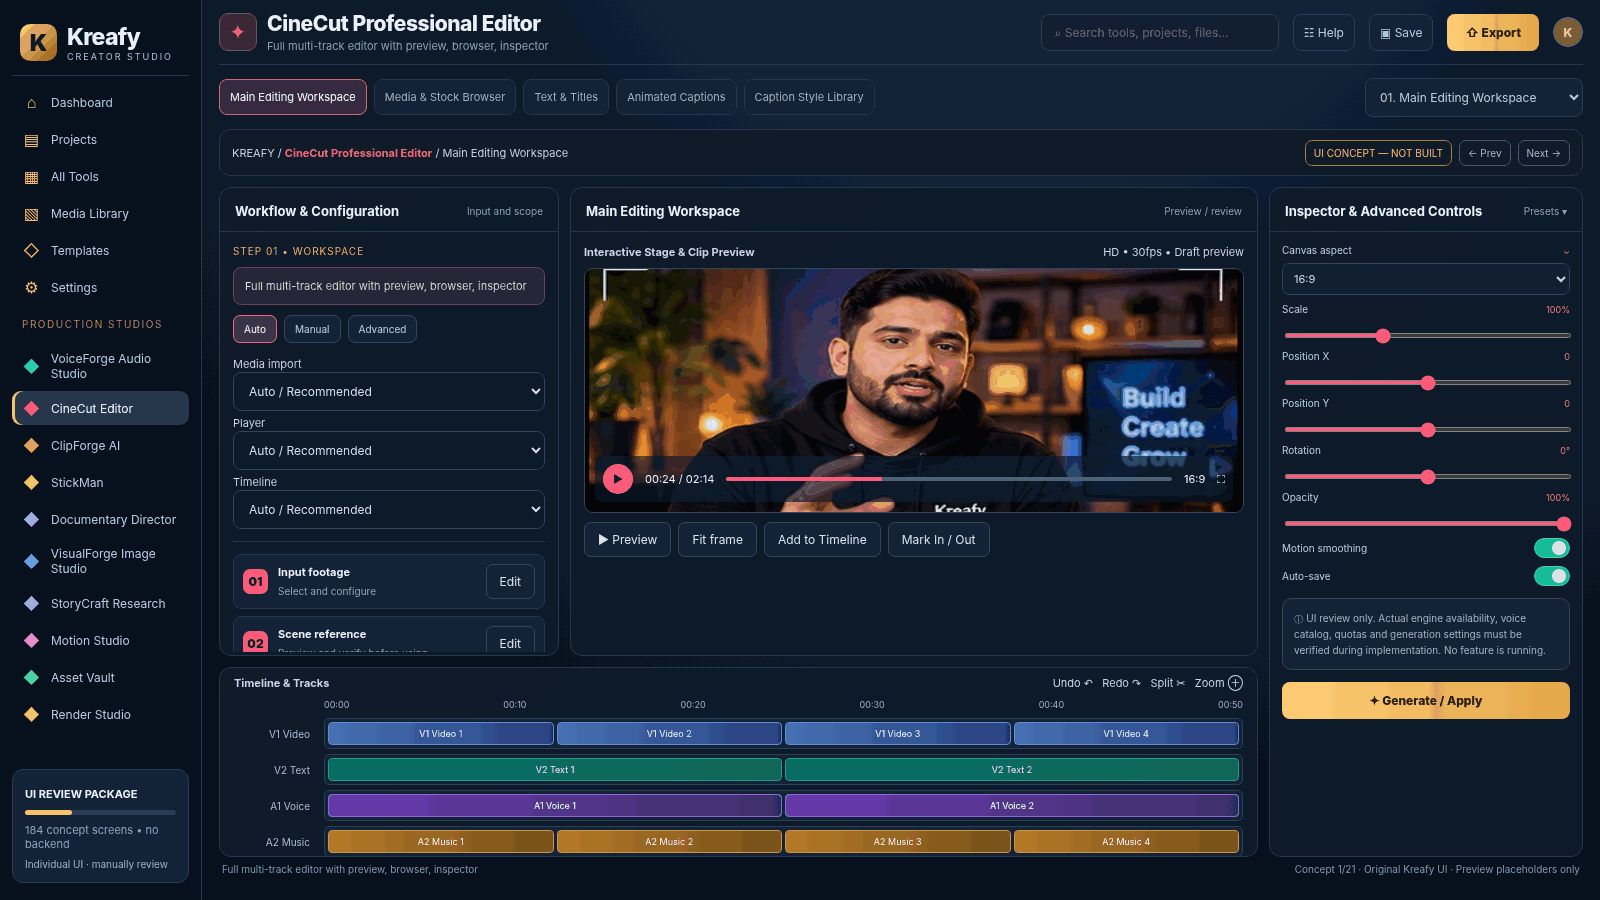 K
Kreafy
CREATOR STUDIO
Dashboard
Projects
All Tools
Media Library
Templates
Settings
PRODUCTION STUDIOS
VoiceForge Audio
Studio
CineCut Editor
ClipForge AI
StickMan
Documentary Director
VisualForge Image
Studio
StoryCraft Research
Motion Studio
Asset Vault
Render Studio
UI REVIEW PACKAGE
184 concept screens • no
backend
Individual UI · manually review
CineCut Professional Editor
Full multi-track editor with preview, browser, inspector
Search tools, projects, files...
Help
Save
Export
K
Main Editing Workspace
Media & Stock Browser
Text & Titles
Animated Captions
Caption Style Library
01. Main Editing Workspace
KREAFY / CineCut Professional Editor / Main Editing Workspace
UI CONCEPT — NOT BUILT
← Prev
Next →
Workflow & Configuration
Input and scope
STEP 01 • WORKSPACE
Full multi-track editor with preview, browser, inspector
Auto
Manual
Advanced
Media import
Auto / Recommended
Player
Auto / Recommended
Timeline
Auto / Recommended
01
Input footage
Select and configure
Edit
02
Scene reference
Preview and verify before using
Edit
Main Editing Workspace
Preview / review
Interactive Stage & Clip Preview
HD • 30fps • Draft preview
Build
Create
Grow
Kreafy
00:24 / 02:14
16:9
▶ Preview
Fit frame
Add to Timeline
Mark In / Out
Inspector & Advanced Controls
Presets ▾
Canvas aspect
16:9
Scale
100%
Position X
0
Position Y
0
Rotation
0°
Opacity
100%
Motion smoothing
Auto-save
ⓘ UI review only. Actual engine availability, voice
catalog, quotas and generation settings must be
verified during implementation. No feature is running.
✦ Generate / Apply
Timeline & Tracks
Undo ↶ Redo ↷ Split ✂ Zoom ⊕
00:00 00:10 00:20 00:30 00:40 00:50
V1 Video
V1 Video 1
V1 Video 2
V1 Video 3
V1 Video 4
V2 Text
V2 Text 1
V2 Text 2
A1 Voice
A1 Voice 1
A1 Voice 2
A2 Music
A2 Music 1
A2 Music 2
A2 Music 3
A2 Music 4
Full multi-track editor with preview, browser, inspector
Concept 1/21 · Original Kreafy UI · Preview placeholders only